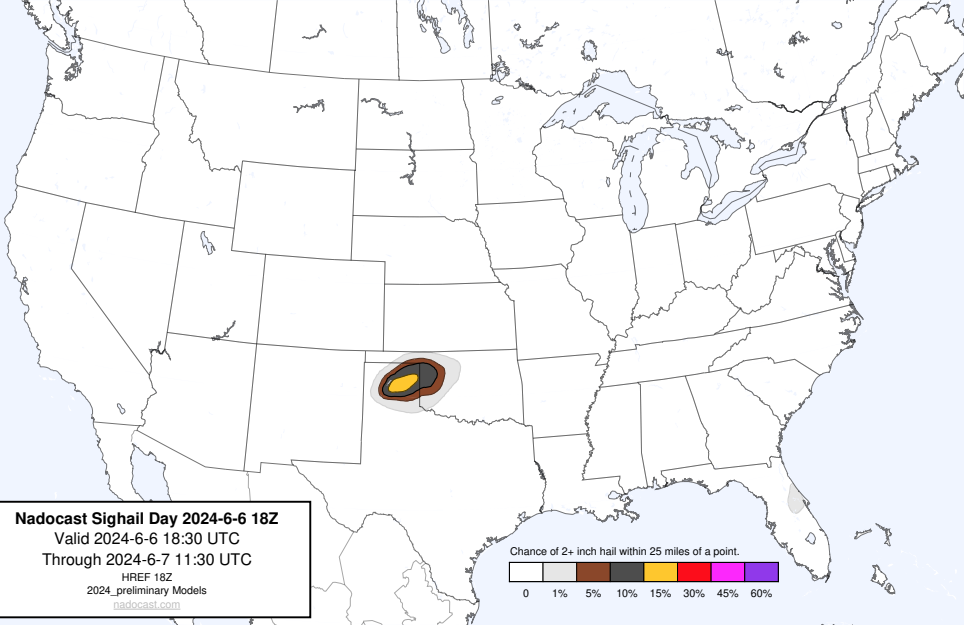 Nadocast Sighail Day 2024-6-6 18Z
Valid 2024-6-6 18:30 UTC
Through 2024-6-7 11:30 UTC
HREF 18Z
2024_preliminary Models
nadocast.com
Chance of 2+ inch hail within 25 miles of a point.
0 1% 5% 10% 15% 30% 45% 60%